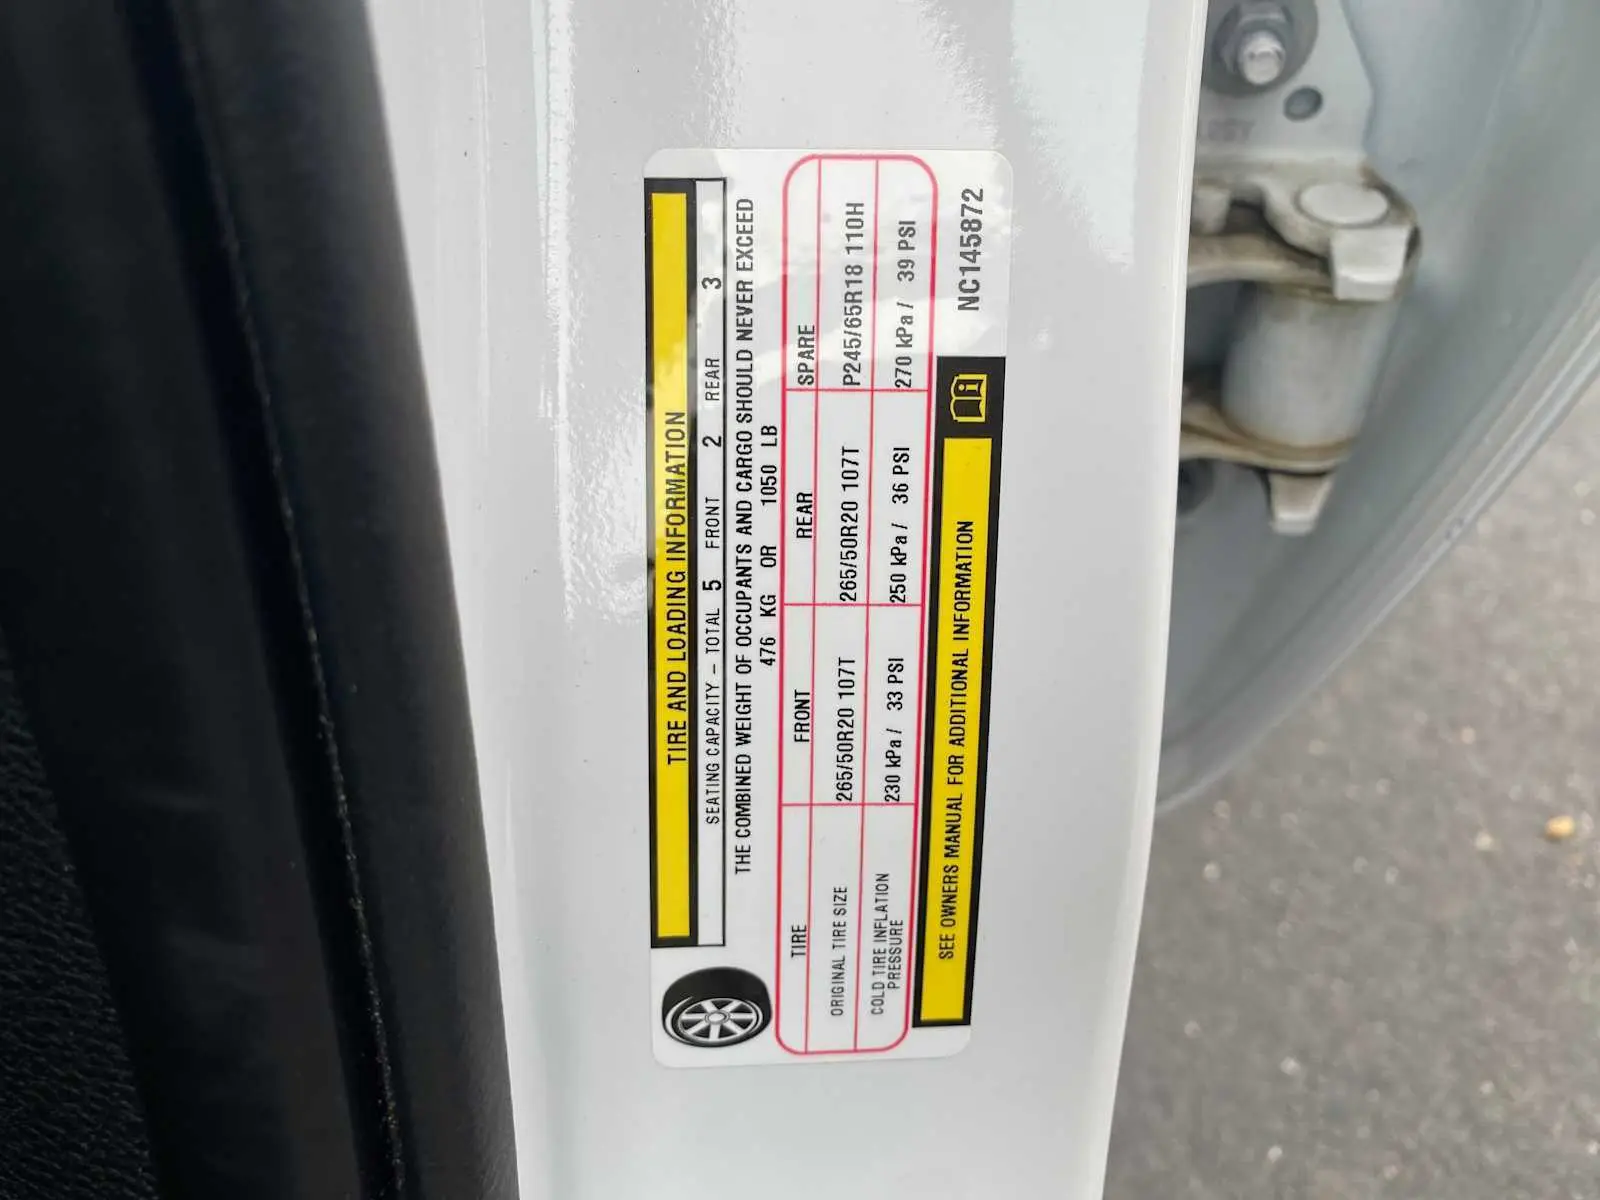 TIRE AND LOADING INFORMATION
SEATING CAPACITY – TOTAL 5 FRONT 2 REAR 3
THE COMBINED WEIGHT OF OCCUPANTS AND CARGO SHOULD NEVER EXCEED
476 KG OR 1050 LB
TIRE FRONT REAR SPARE
ORIGINAL TIRE SIZE 265/50R20 107T 265/50R20 107T P245/65R18 110H
COLD TIRE INFLATION PRESSURE 230 kPa / 33 PSI 250 kPa / 36 PSI 270 kPa / 39 PSI
SEE OWNERS MANUAL FOR ADDITIONAL INFORMATION
NC145872